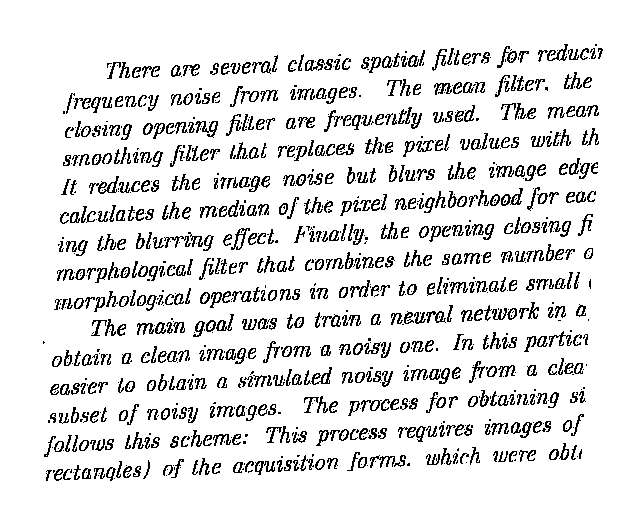 There are several classic spatial filters for reducin
frequency noise from images. The mean filter, the
closing opening filter are frequently used. The mean
smoothing filter that replaces the pixel values with th
It reduces the image noise but blurs the image edge
calculates the median of the pixel neighborhood for eac
ing the blurring effect. Finally, the opening closing fi
morphological filter that combines the same number o
morphological operations in order to eliminate small
The main goal was to train a neural network in a
obtain a clean image from a noisy one. In this particu
easier to obtain a simulated noisy image from a clea
subset of noisy images. The process for obtaining si
follows this scheme: This process requires images of
rectangles) of the acquisition forms, which were obt